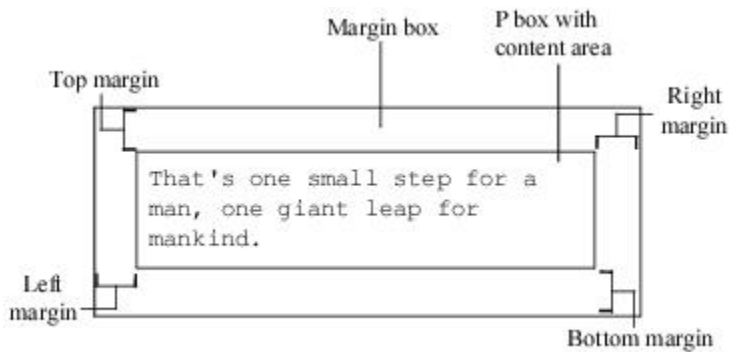 Margin box
P box with
content area
Top margin
Right
margin
That's one small step for a
man, one giant leap for
mankind.
Left
margin
Bottom margin